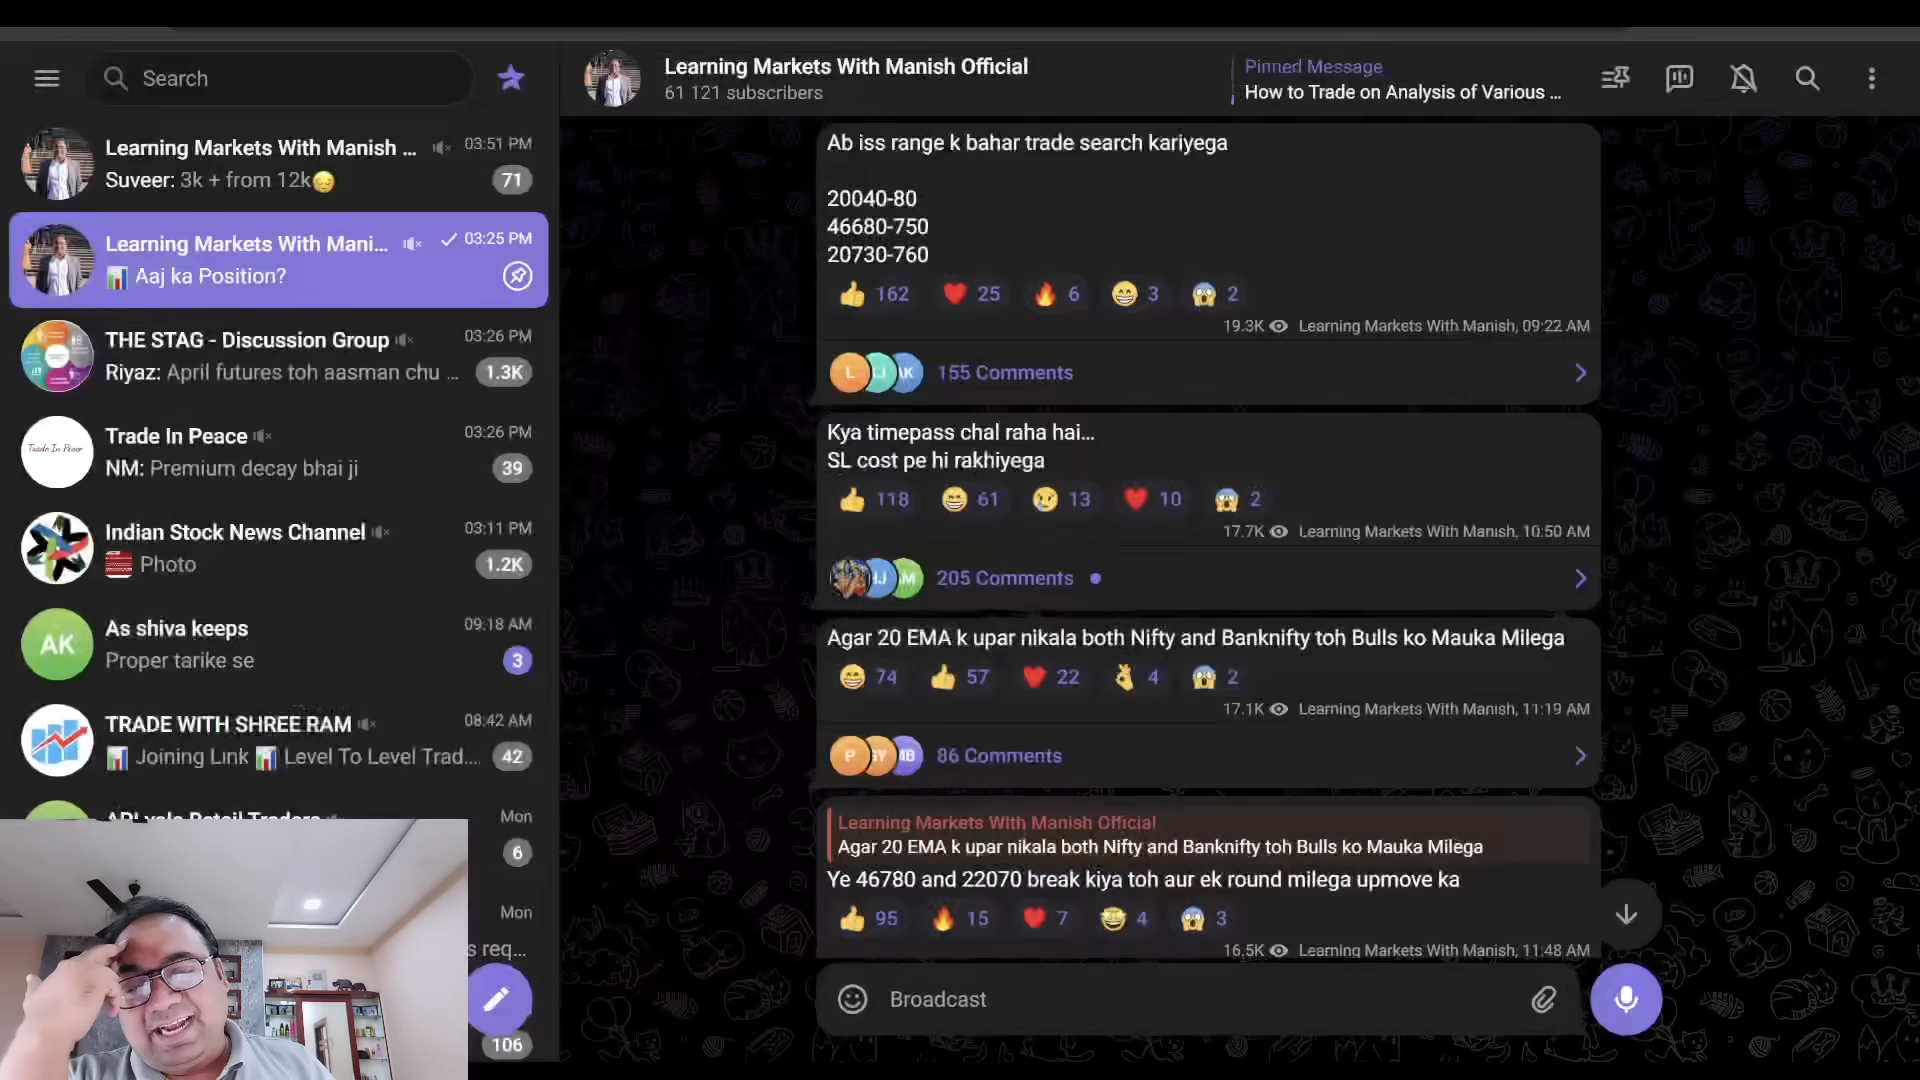 Search
Learning Markets With Manish ...
03:51 PM
Suveer: 3k + from 12k😔
71
Learning Markets With Mani...
03:25 PM
📊 Aaj ka Position?
THE STAG - Discussion Group
03:26 PM
Riyaz: April futures toh aasman chu ...
1.3K
Trade In Peace
Trade In Peace
03:26 PM
NM: Premium decay bhai ji
39
Indian Stock News Channel
03:11 PM
Photo
1.2K
AK
As shiva keeps
09:18 AM
Proper tarike se
3
TRADE WITH SHREE RAM
08:42 AM
📊 Joining Link 📊 Level To Level Trad....
42
Mon
6
Mon
s req...
106
Learning Markets With Manish Official
61 121 subscribers
Pinned Message
How to Trade on Analysis of Various ...
Ab iss range k bahar trade search kariyega
20040-80
46680-750
20730-760
👍 162 ❤️ 25 🔥 6 😁 3 😱 2
19.3K Learning Markets With Manish, 09:22 AM
L J AK 155 Comments
Kya timepass chal raha hai...
SL cost pe hi rakhiyega
👍 118 😁 61 😢 13 ❤️ 10 😱 2
17.7K Learning Markets With Manish, 10:50 AM
205 Comments
Agar 20 EMA k upar nikala both Nifty and Banknifty toh Bulls ko Mauka Milega
😁 74 👍 57 ❤️ 22 👌 4 😱 2
17.1K Learning Markets With Manish, 11:19 AM
86 Comments
Learning Markets With Manish Official
Agar 20 EMA k upar nikala both Nifty and Banknifty toh Bulls ko Mauka Milega
Ye 46780 and 22070 break kiya toh aur ek round milega upmove ka
👍 95 🔥 15 ❤️ 7 🤩 4 😱 3
16.5K Learning Markets With Manish, 11:48 AM
Broadcast